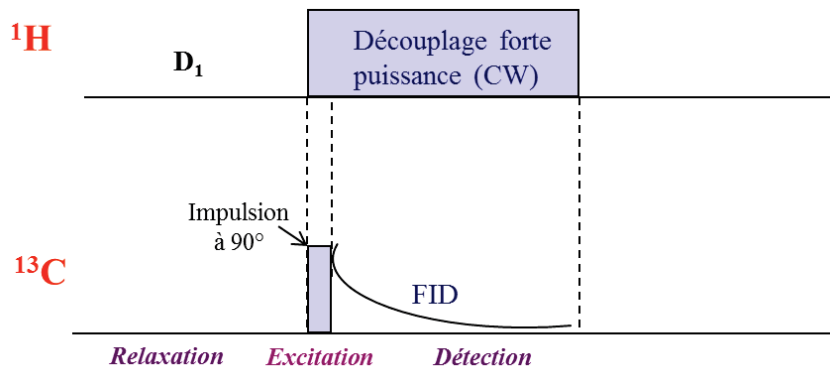 ¹H
D₁
Découplage forte
puissance (CW)
Impulsion
à 90°
¹³C
FID
Relaxation Excitation Détection